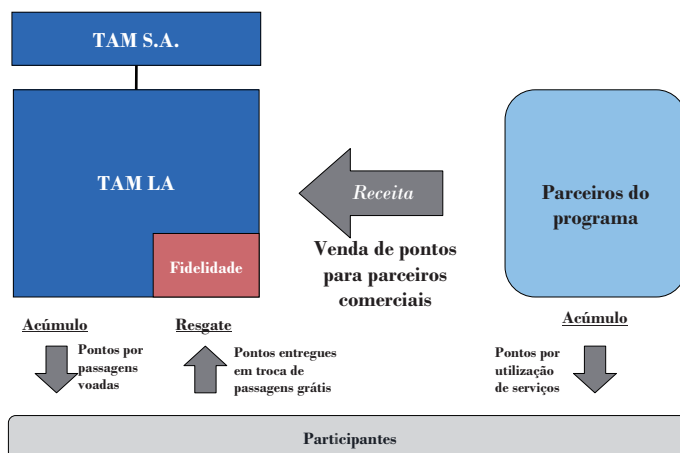 TAM S.A.
TAM LA
Fidelidade
Receita
Venda de pontos
para parceiros
comerciais
Parceiros do
programa
Acúmulo
Pontos por
passagens
voadas
Resgate
Pontos entregues
em troca de
passagens grátis
Acúmulo
Pontos por
utilização
de serviços
Participantes